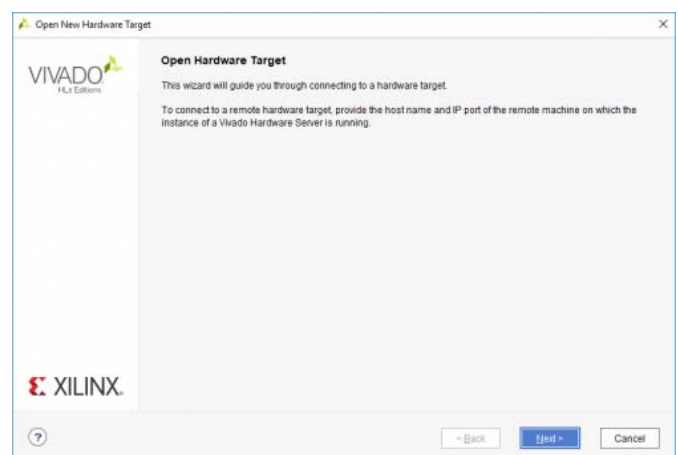 Open New Hardware Target
VIVADO
HLx Editions
Open Hardware Target
This wizard will guide you through connecting to a hardware target.
To connect to a remote hardware target, provide the host name and IP port of the remote machine on which the
instance of a Vivado Hardware Server is running.
XILINX.
?
< Back
Next >
Cancel